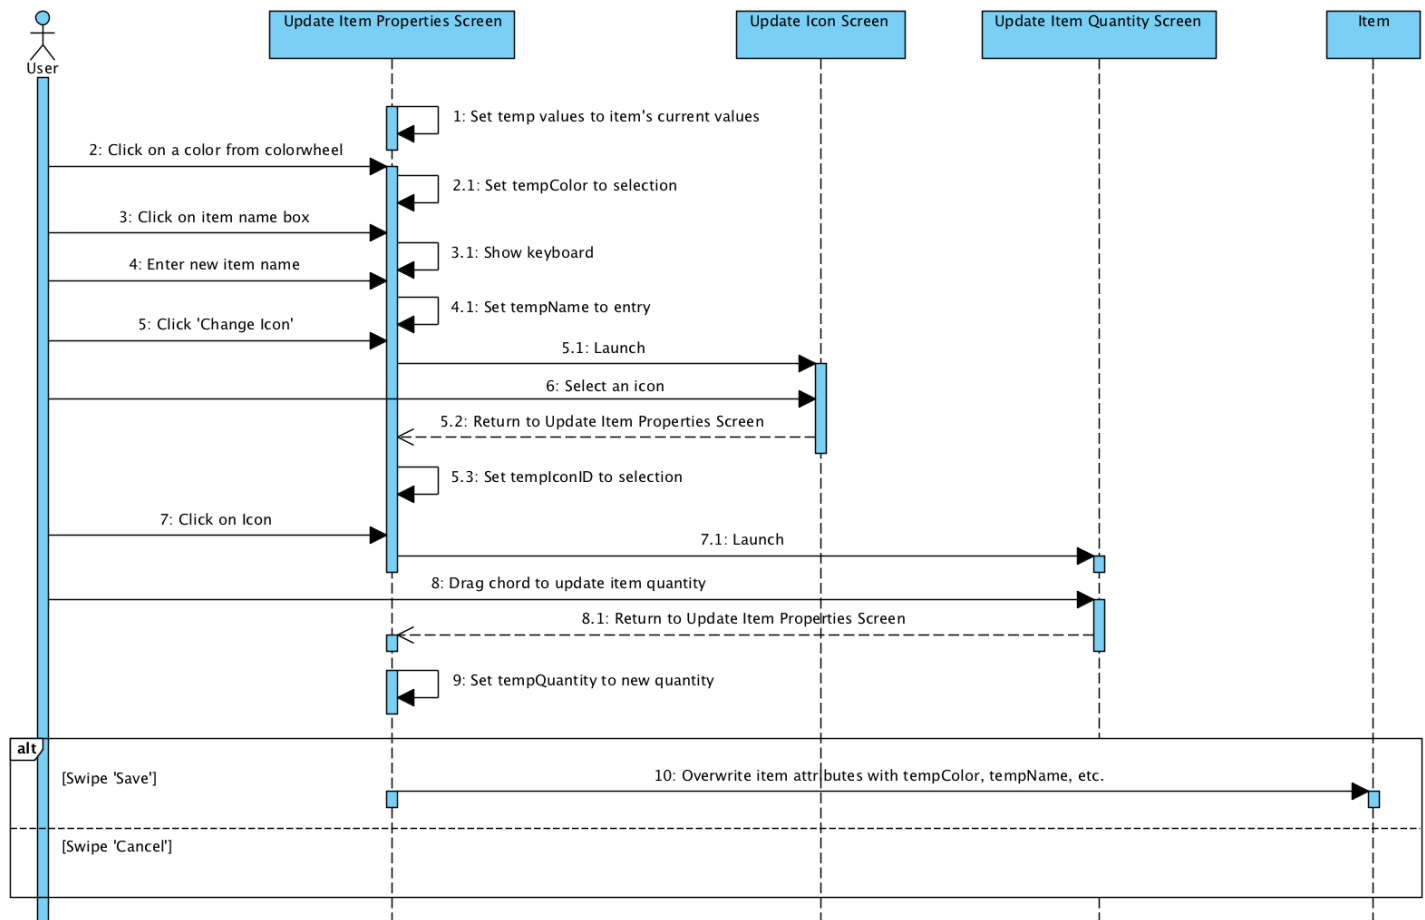 Update Item Properties Screen
Update Icon Screen
Update Item Quantity Screen
Item
User
1: Set temp values to item's current values
2: Click on a color from colorwheel
2.1: Set tempColor to selection
3: Click on item name box
3.1: Show keyboard
4: Enter new item name
4.1: Set tempName to entry
5: Click 'Change Icon'
5.1: Launch
6: Select an icon
5.2: Return to Update Item Properties Screen
5.3: Set tempIconID to selection
7: Click on Icon
7.1: Launch
8: Drag chord to update item quantity
8.1: Return to Update Item Properties Screen
9: Set tempQuantity to new quantity
alt
[Swipe 'Save']
10: Overwrite item attributes with tempColor, tempName, etc.
[Swipe 'Cancel']